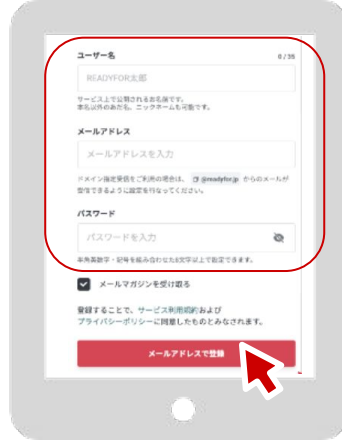 ユーザー名 0 / 35
READYFOR太郎
サービス上で公開されるお名前です。
本名以外のあだ名、ニックネームも可能です。
メールアドレス
メールアドレスを入力
ドメイン指定受信をご利用の場合は、 @readyfor.jp からのメールが
受信できるように設定を行なってください。
パスワード
パスワードを入力
半角英数字・記号を組み合わせた8文字以上で設定できます。
メールマガジンを受け取る
登録することで、サービス利用規約および
プライバシーポリシーに同意したものとみなされます。
メールアドレスで登録